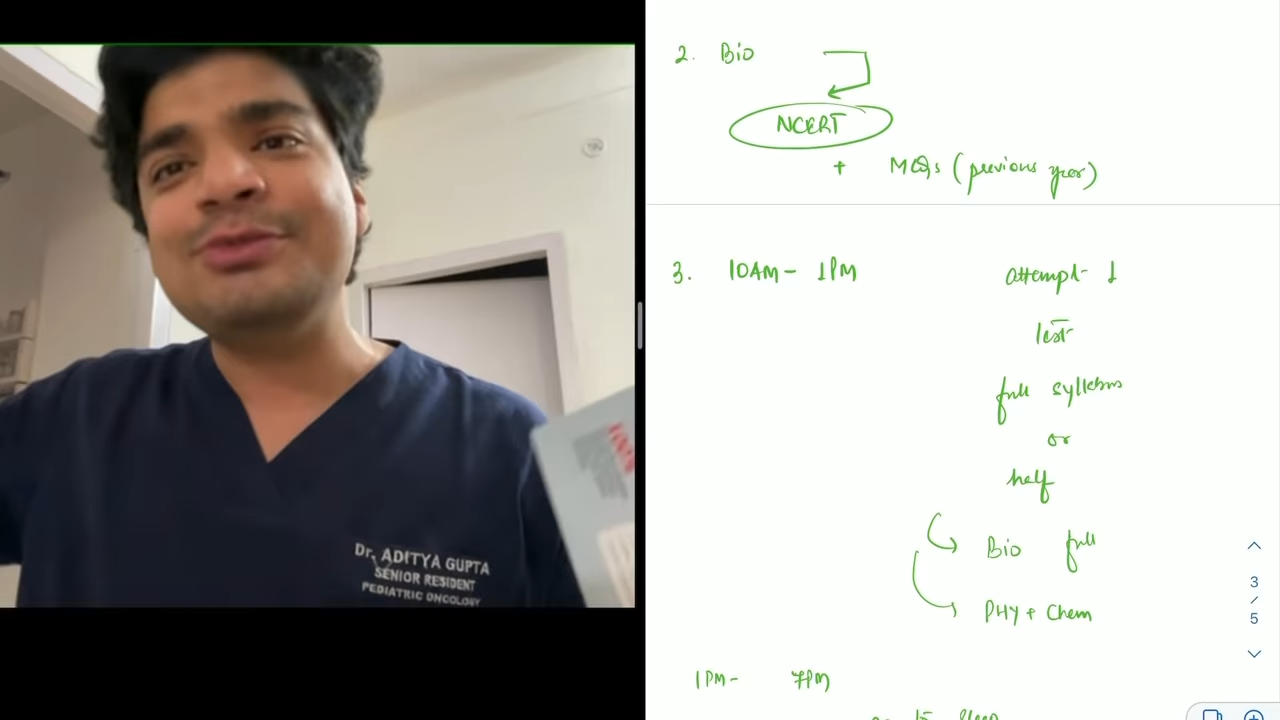 Dr. ADITYA GUPTA
SENIOR RESIDENT
PEDIATRIC ONCOLOGY
2. Bio
NCERT
+ MCQs (previous year)
3. 10AM - 1PM
attempt 1
test
full syllabus
or
half
Bio full
PHY + Chem
3
/
5
1PM - 7PM
sleep